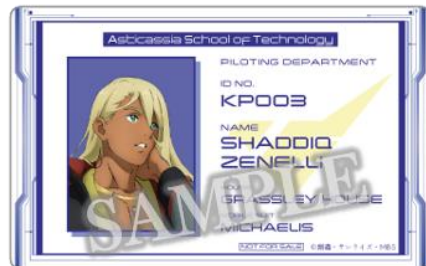 Asticassia School of Technology
PILOTING DEPARTMENT
ID NO.
KP003
NAME
SHADDIQ
ZENELLI
HOUSE
GRASSLEY HOUSE
MICHAELIS
NOT FOR SALE ©創通・サンライズ・MBS
SAMPLE